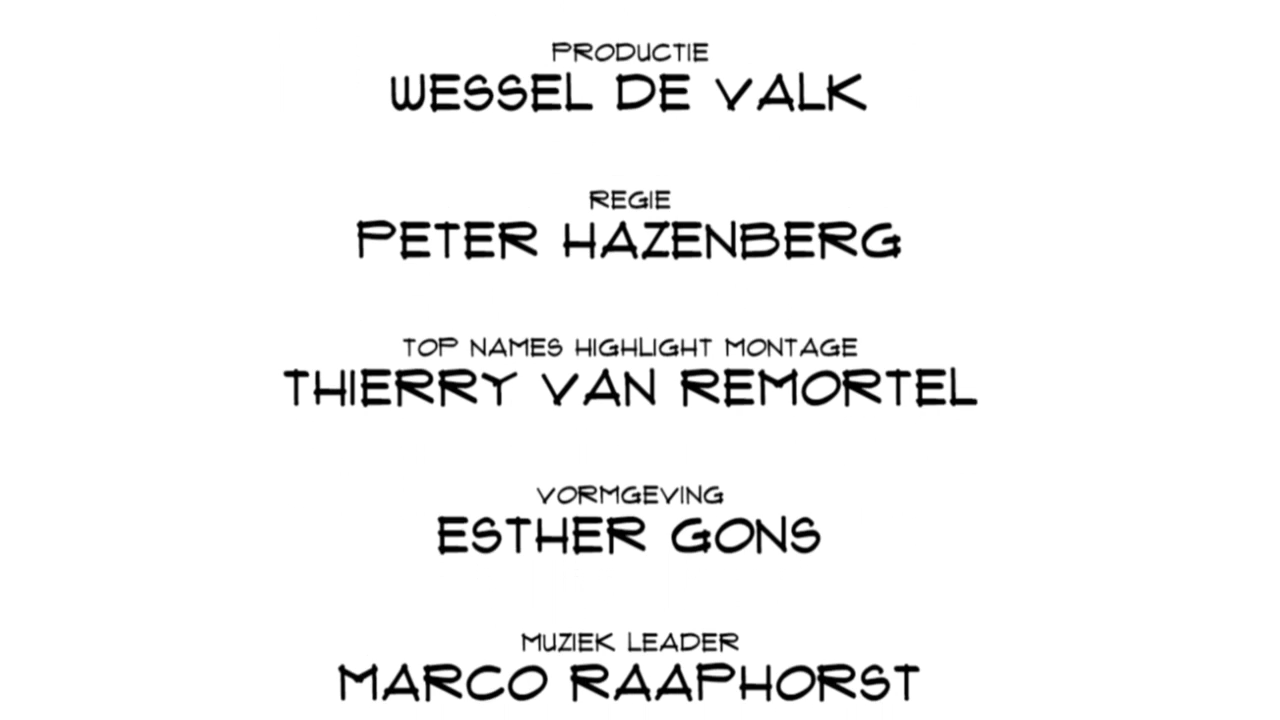 PRODUCTIE
WESSEL DE VALK
REGIE
PETER HAZENBERG
TOP NAMES HIGHLIGHT MONTAGE
THIERRY VAN REMORTEL
VORMGEVING
ESTHER GONS
MUZIEK LEADER
MARCO RAAPHORST